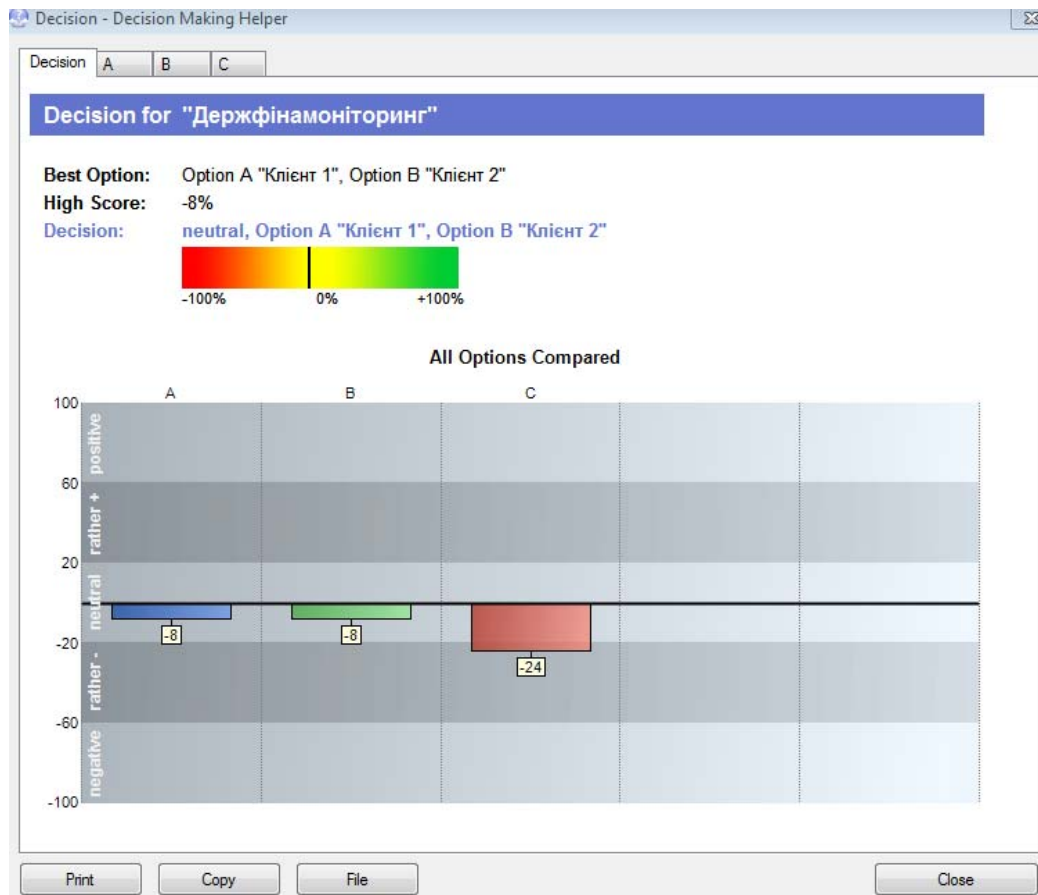 Decision - Decision Making Helper
Decision A B C
Decision for "Держфінамоніторинг"
Best Option: Option A "Клієнт 1", Option B "Клієнт 2"
High Score: -8%
Decision: neutral, Option A "Клієнт 1", Option B "Клієнт 2"
-100% 0% +100%
All Options Compared
A B C
100
positive
60
rather +
20
neutral
-8 -8
-20
-24
rather -
-60
negative
-100
Print Copy File Close